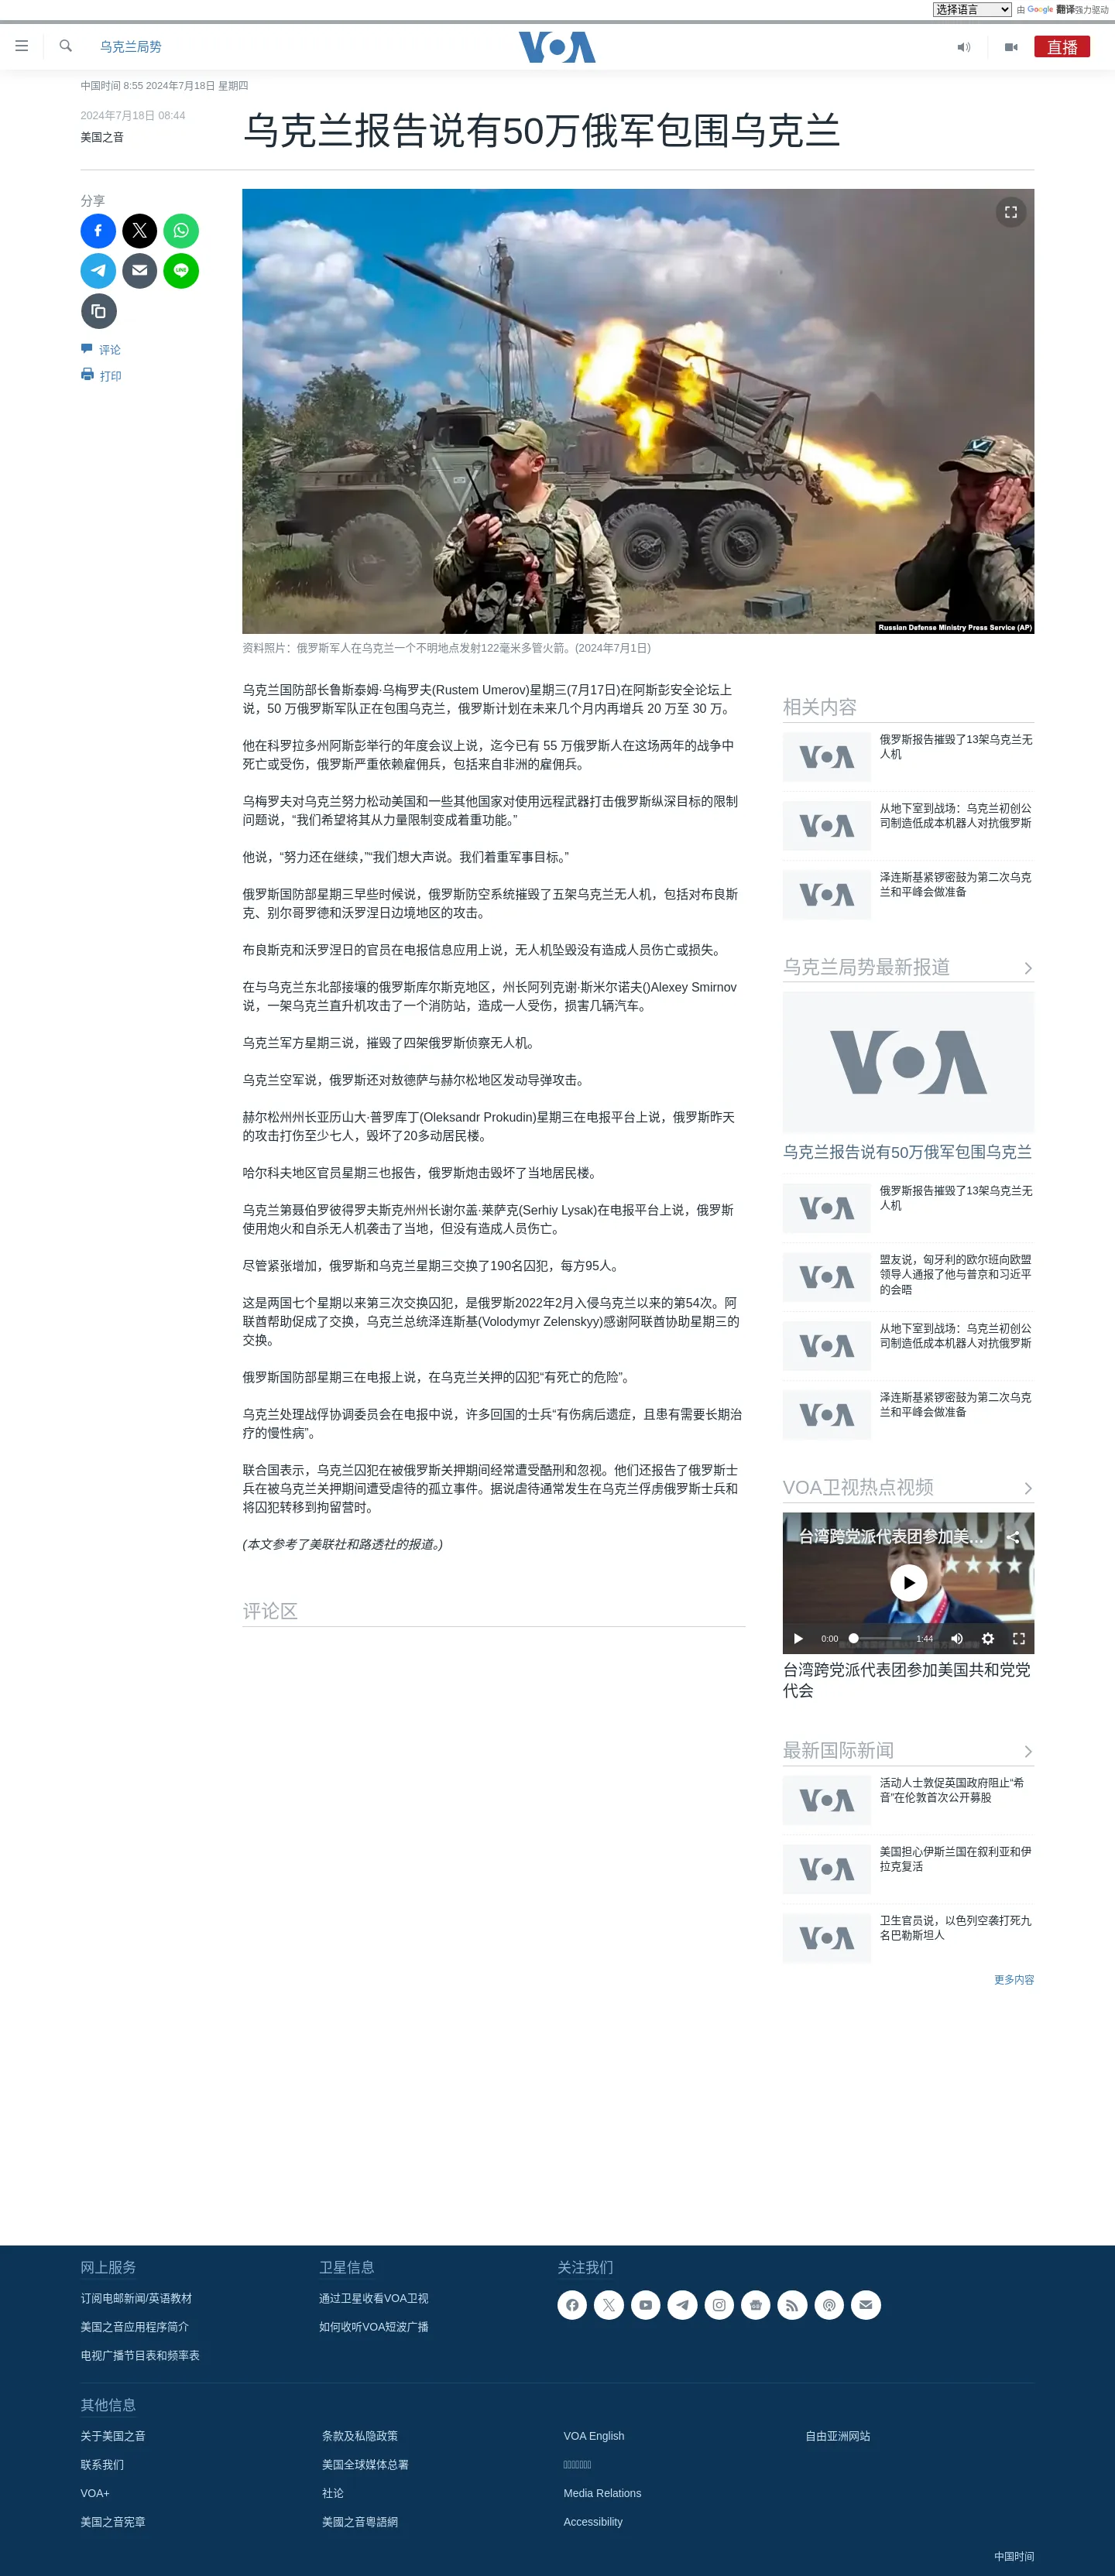 选择语言 由 Google 翻译强力驱动
乌克兰局势
VOA
直播
中国时间 8:55 2024年7月18日 星期四
2024年7月18日 08:44
美国之音
乌克兰报告说有50万俄军包围乌克兰
分享
评论
打印
Russian Defense Ministry Press Service (AP)
资料照片：俄罗斯军人在乌克兰一个不明地点发射122毫米多管火箭。(2024年7月1日)
乌克兰国防部长鲁斯泰姆·乌梅罗夫(Rustem Umerov)星期三(7月17日)在阿斯彭安全论坛上
说，50 万俄罗斯军队正在包围乌克兰，俄罗斯计划在未来几个月内再增兵 20 万至 30 万。
他在科罗拉多州阿斯彭举行的年度会议上说，迄今已有 55 万俄罗斯人在这场两年的战争中
死亡或受伤，俄罗斯严重依赖雇佣兵，包括来自非洲的雇佣兵。
乌梅罗夫对乌克兰努力松动美国和一些其他国家对使用远程武器打击俄罗斯纵深目标的限制
问题说，“我们希望将其从力量限制变成着重功能。”
他说，“努力还在继续，”“我们想大声说。我们着重军事目标。”
俄罗斯国防部星期三早些时候说，俄罗斯防空系统摧毁了五架乌克兰无人机，包括对布良斯
克、别尔哥罗德和沃罗涅日边境地区的攻击。
布良斯克和沃罗涅日的官员在电报信息应用上说，无人机坠毁没有造成人员伤亡或损失。
在与乌克兰东北部接壤的俄罗斯库尔斯克地区，州长阿列克谢·斯米尔诺夫()Alexey Smirnov
说，一架乌克兰直升机攻击了一个消防站，造成一人受伤，损害几辆汽车。
乌克兰军方星期三说，摧毁了四架俄罗斯侦察无人机。
乌克兰空军说，俄罗斯还对敖德萨与赫尔松地区发动导弹攻击。
赫尔松州州长亚历山大·普罗库丁(Oleksandr Prokudin)星期三在电报平台上说，俄罗斯昨天
的攻击打伤至少七人，毁坏了20多动居民楼。
哈尔科夫地区官员星期三也报告，俄罗斯炮击毁坏了当地居民楼。
乌克兰第聂伯罗彼得罗夫斯克州州长谢尔盖·莱萨克(Serhiy Lysak)在电报平台上说，俄罗斯
使用炮火和自杀无人机袭击了当地，但没有造成人员伤亡。
尽管紧张增加，俄罗斯和乌克兰星期三交换了190名囚犯，每方95人。
这是两国七个星期以来第三次交换囚犯，是俄罗斯2022年2月入侵乌克兰以来的第54次。阿
联酋帮助促成了交换，乌克兰总统泽连斯基(Volodymyr Zelenskyy)感谢阿联酋协助星期三的
交换。
俄罗斯国防部星期三在电报上说，在乌克兰关押的囚犯“有死亡的危险”。
乌克兰处理战俘协调委员会在电报中说，许多回国的士兵“有伤病后遗症，且患有需要长期治
疗的慢性病”。
联合国表示，乌克兰囚犯在被俄罗斯关押期间经常遭受酷刑和忽视。他们还报告了俄罗斯士
兵在被乌克兰关押期间遭受虐待的孤立事件。据说虐待通常发生在乌克兰俘虏俄罗斯士兵和
将囚犯转移到拘留营时。
(本文参考了美联社和路透社的报道。)
评论区
相关内容
俄罗斯报告摧毁了13架乌克兰无
人机
从地下室到战场：乌克兰初创公
司制造低成本机器人对抗俄罗斯
泽连斯基紧锣密鼓为第二次乌克
兰和平峰会做准备
乌克兰局势最新报道
乌克兰报告说有50万俄军包围乌克兰
俄罗斯报告摧毁了13架乌克兰无
人机
盟友说，匈牙利的欧尔班向欧盟
领导人通报了他与普京和习近平
的会晤
从地下室到战场：乌克兰初创公
司制造低成本机器人对抗俄罗斯
泽连斯基紧锣密鼓为第二次乌克
兰和平峰会做准备
VOA卫视热点视频
台湾跨党派代表团参加美...
0:00 1:44
台湾跨党派代表团参加美国共和党党
代会
最新国际新闻
活动人士敦促英国政府阻止“希
音”在伦敦首次公开募股
美国担心伊斯兰国在叙利亚和伊
拉克复活
卫生官员说，以色列空袭打死九
名巴勒斯坦人
更多内容
网上服务
订阅电邮新闻/英语教材
美国之音应用程序简介
电视广播节目表和频率表
卫星信息
通过卫星收看VOA卫视
如何收听VOA短波广播
关注我们
其他信息
关于美国之音
联系我们
VOA+
美国之音宪章
条款及私隐政策
美国全球媒体总署
社论
美國之音粵語網
VOA English
Media Relations
Accessibility
自由亚洲网站
中国时间